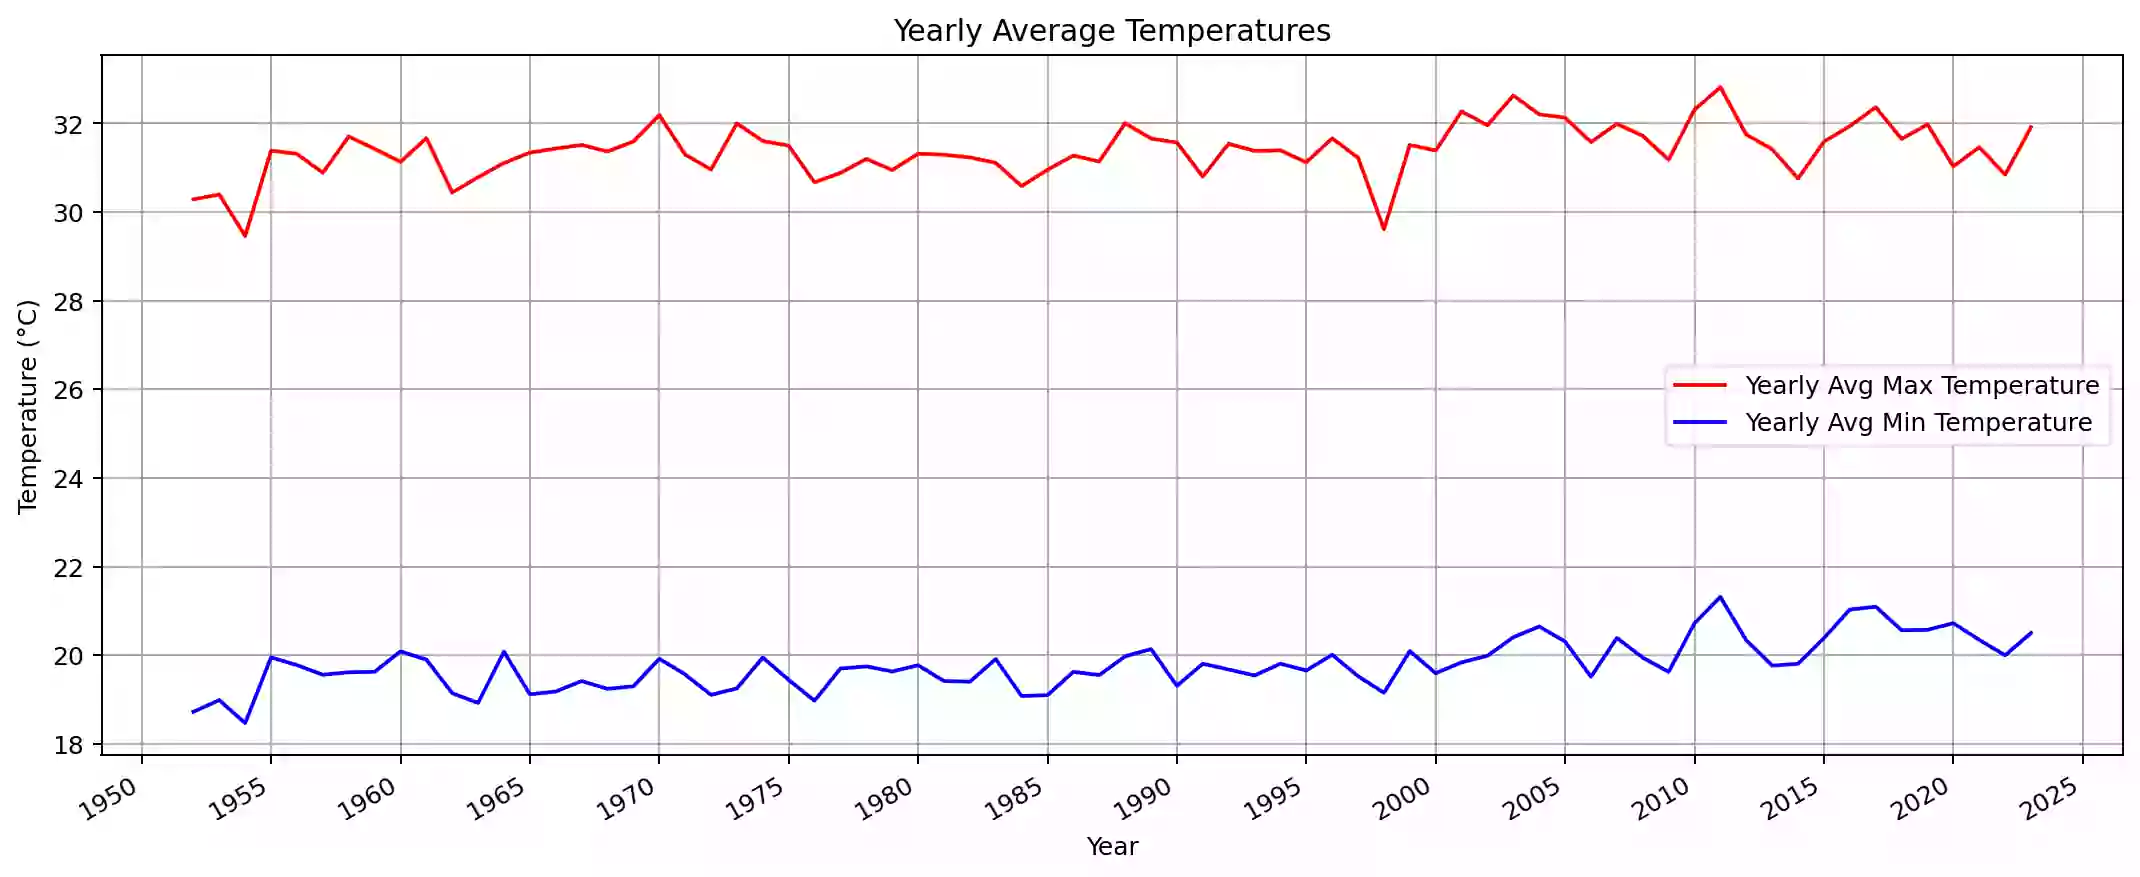 Yearly Average Temperatures
Temperature (°C)
32
30
28
26
24
22
20
18
Yearly Avg Max Temperature
Yearly Avg Min Temperature
1950 1955 1960 1965 1970 1975 1980 1985 1990 1995 2000 2005 2010 2015 2020 2025
Year